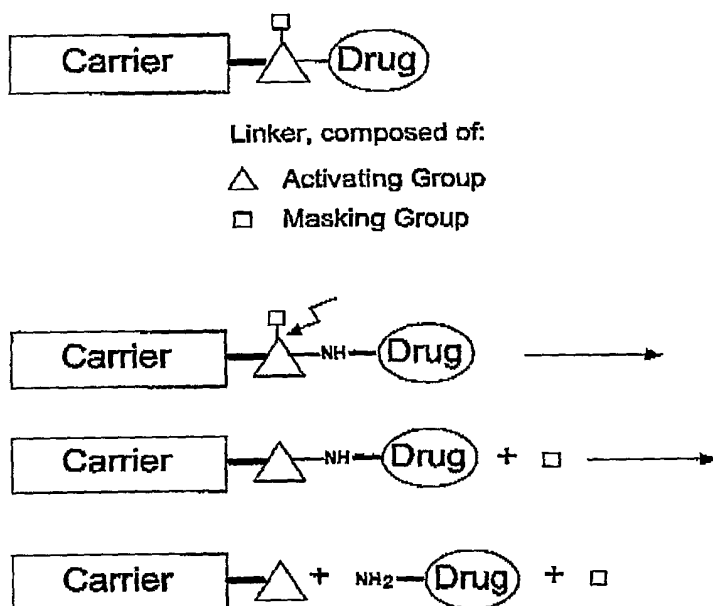 Carrier Drug
Linker, composed of:
Activating Group
Masking Group
Carrier NH Drug
Carrier NH Drug +
Carrier + NH₂ Drug +